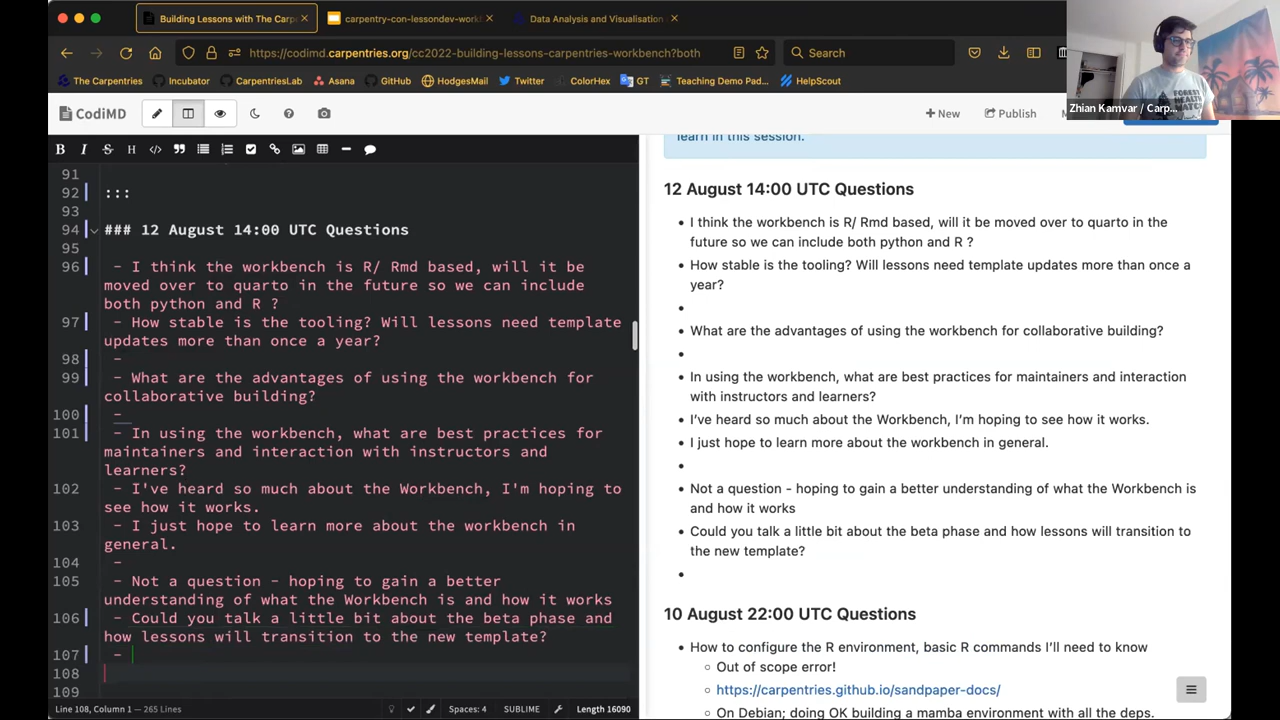 Building Lessons with The Carpe
carpentry-con-lessondev-work
Data Analysis and Visualisation
https://codimd.carpentries.org/cc2022-building-lessons-carpentries-workbench?both
Search
The Carpentries
Incubator
CarpentriesLab
Asana
GitHub
HodgesMail
Twitter
ColorHex
GT
Teaching Demo Pad...
HelpScout
FOREST
HEALTH
Zhian Kamvar / Carp...
CodiMD
New
Publish
91
92 :::
93
94 ### 12 August 14:00 UTC Questions
95
96 - I think the workbench is R/ Rmd based, will it be
moved over to quarto in the future so we can include
both python and R ?
97 - How stable is the tooling? Will lessons need template
updates more than once a year?
98 -
99 - What are the advantages of using the workbench for
collaborative building?
100 -
101 - In using the workbench, what are best practices for
maintainers and interaction with instructors and
learners?
102 - I've heard so much about the Workbench, I'm hoping to
see how it works.
103 - I just hope to learn more about the workbench in
general.
104 -
105 - Not a question - hoping to gain a better
understanding of what the Workbench is and how it works
106 - Could you talk a little bit about the beta phase and
how lessons will transition to the new template?
107 -
108
109
Line 108, Column 1 — 265 Lines
Spaces: 4
SUBLIME
Length 16090
learn in this session.
12 August 14:00 UTC Questions
• I think the workbench is R/ Rmd based, will it be moved over to quarto in the
future so we can include both python and R ?
• How stable is the tooling? Will lessons need template updates more than once a
year?
•
• What are the advantages of using the workbench for collaborative building?
•
• In using the workbench, what are best practices for maintainers and interaction
with instructors and learners?
• I've heard so much about the Workbench, I'm hoping to see how it works.
• I just hope to learn more about the workbench in general.
•
• Not a question - hoping to gain a better understanding of what the Workbench is
and how it works
• Could you talk a little bit about the beta phase and how lessons will transition to
the new template?
•
10 August 22:00 UTC Questions
• How to configure the R environment, basic R commands I'll need to know
◦ Out of scope error!
◦ https://carpentries.github.io/sandpaper-docs/
◦ On Debian; doing OK building a mamba environment with all the deps.